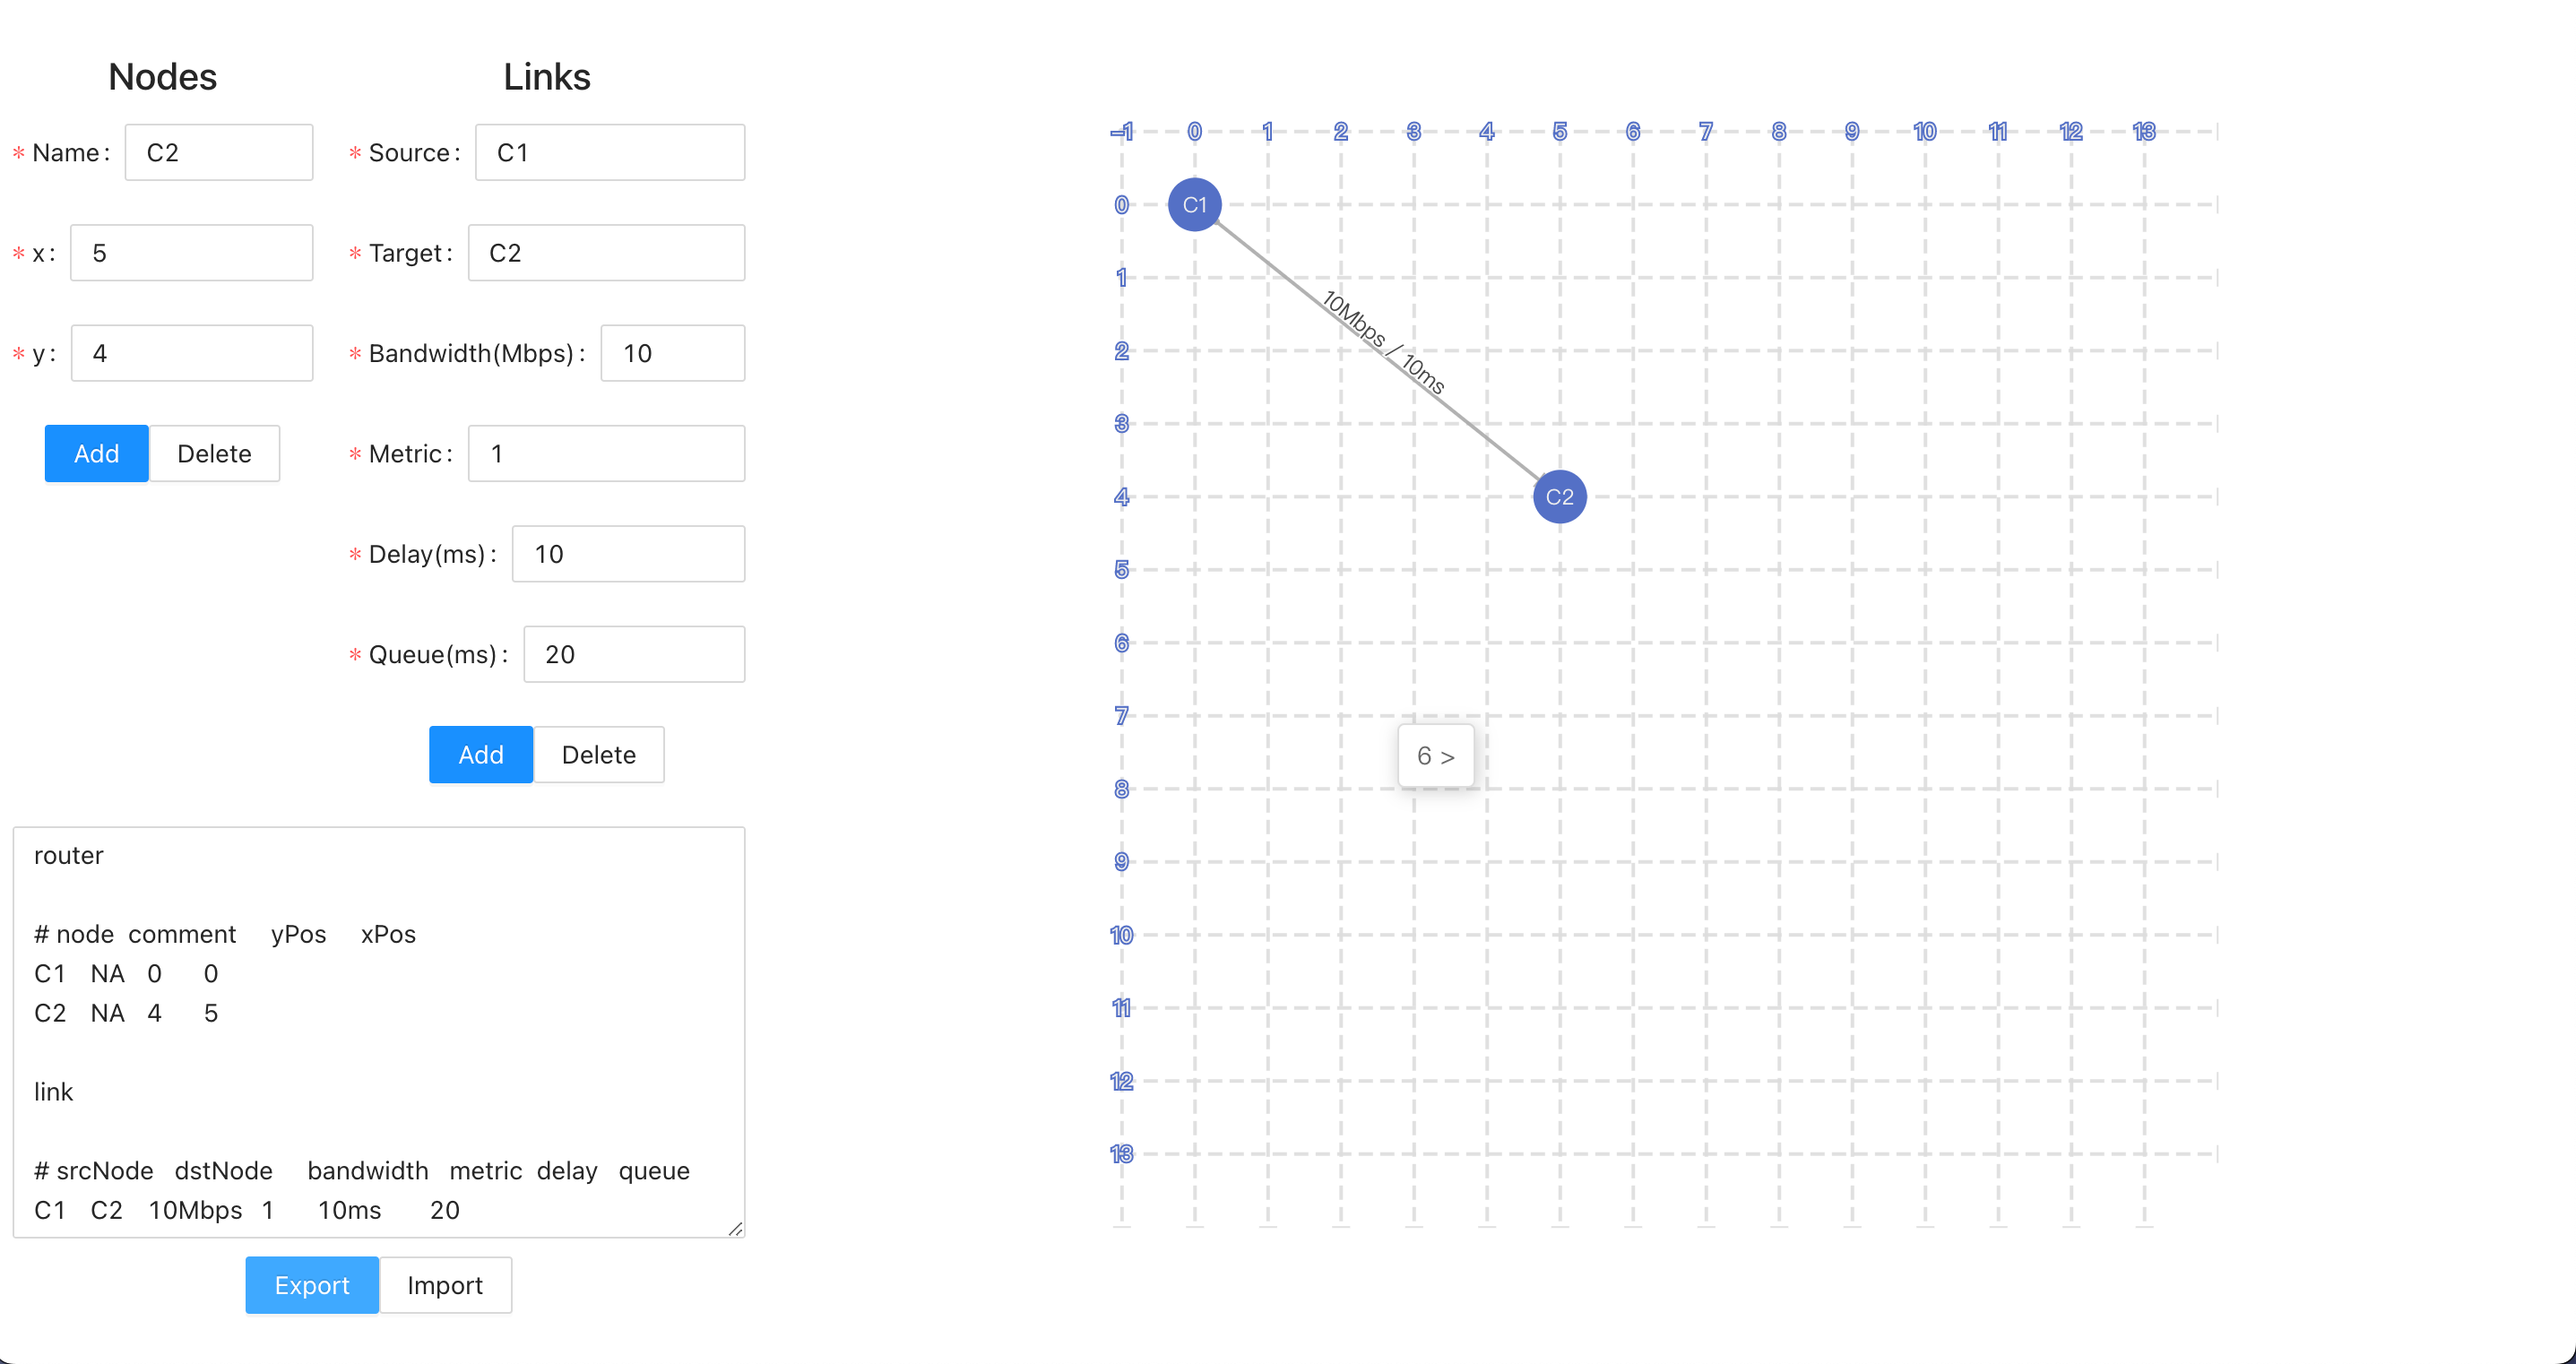 Nodes
* Name: C2
* x: 5
* y: 4
Add Delete
Links
* Source: C1
* Target: C2
* Bandwidth(Mbps): 10
* Metric: 1
* Delay(ms): 10
* Queue(ms): 20
Add Delete
router
# node comment yPos xPos
C1 NA 0 0
C2 NA 4 5
link
# srcNode dstNode bandwidth metric delay queue
C1 C2 10Mbps 1 10ms 20
Export Import
-1 0 1 2 3 4 5 6 7 8 9 10 11 12 13
0
C1
1
10Mbps / 10ms
2
3
4
C2
5
6
7
6 >
8
9
10
11
12
13